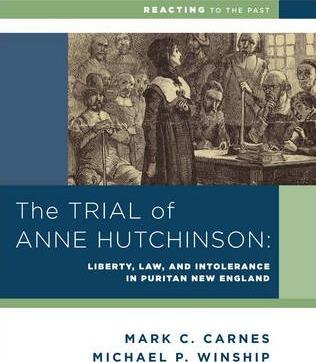 REACTING TO THE PAST
The TRIAL of
ANNE HUTCHINSON:
LIBERTY, LAW, AND INTOLERANCE
IN PURITAN NEW ENGLAND
MARK C. CARNES
MICHAEL P. WINSHIP